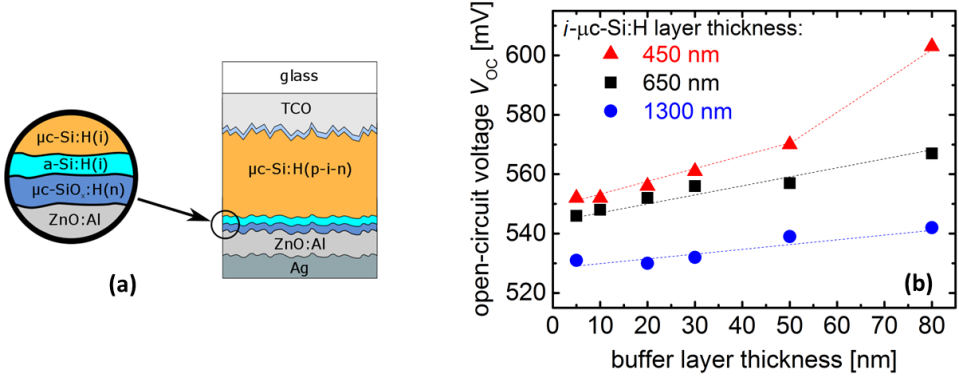 (a)
glass
TCO
μc-Si:H(p-i-n)
ZnO:Al
Ag
μc-Si:H(i)
a-Si:H(i)
μc-SiOₓ:H(n)
ZnO:Al
open-circuit voltage V_OC [mV]
600
580
560
540
520
i-μc-Si:H layer thickness:
450 nm
650 nm
1300 nm
(b)
0 10 20 30 40 50 60 70 80
buffer layer thickness [nm]